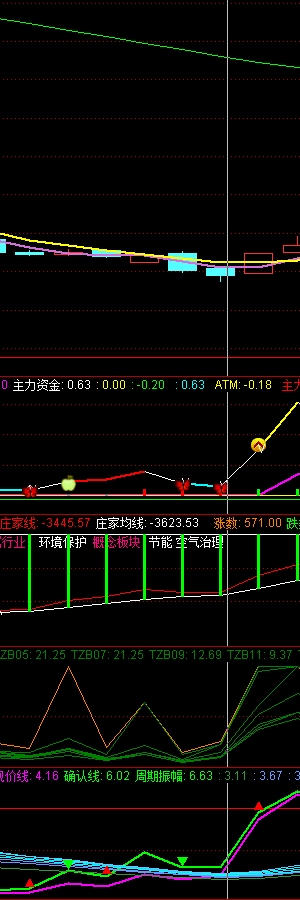 0 主力资金: 0.63 : 0.00 : -0.20 : 0.63 ATM: -0.18 主力
庄家线: -3445.57 庄家均线: -3623.53 涨数: 571.00 跌
行业 环境保护 概念板块 节能 空气治理
ZB05: 21.25 TZB07: 21.25 TZB09: 12.69 TZB11: 9.37
价线: 4.16 确认线: 6.02 周期振幅: 6.63 : 3.11 : 3.67 : 3